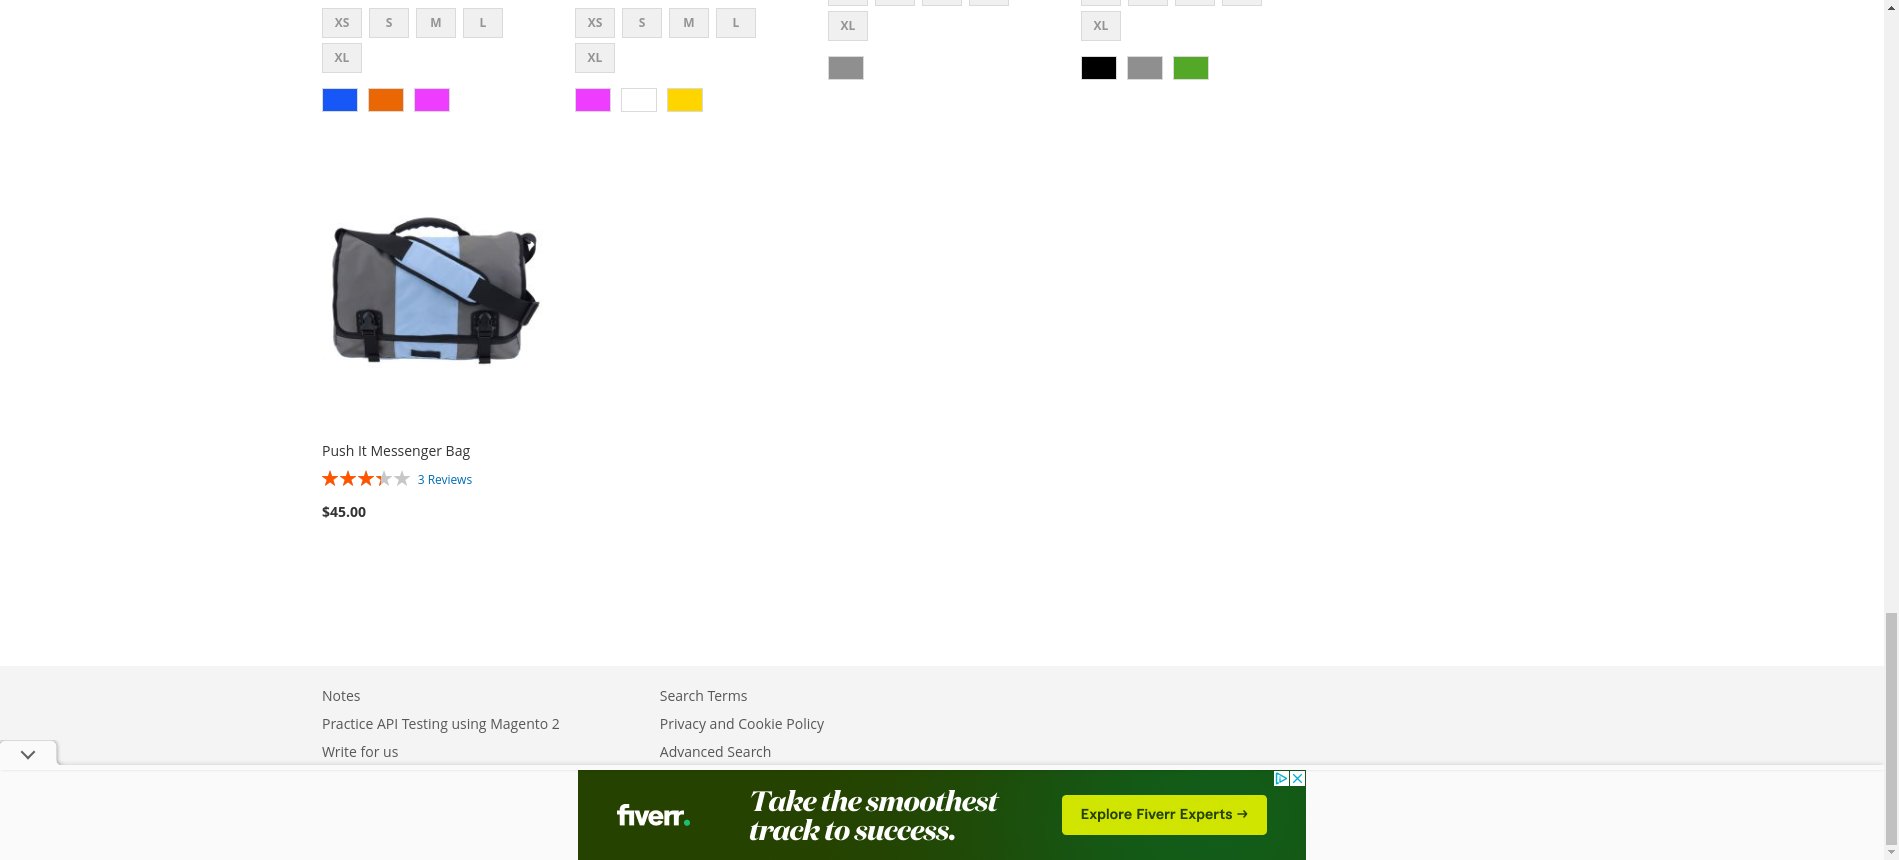 XS S M L
XL
XS S M L
XL
XL
XL
Push It Messenger Bag
3 Reviews
$45.00
Notes
Search Terms
Practice API Testing using Magento 2
Privacy and Cookie Policy
Write for us
Advanced Search
fiverr.
Take the smoothest
track to success.
Explore Fiverr Experts →